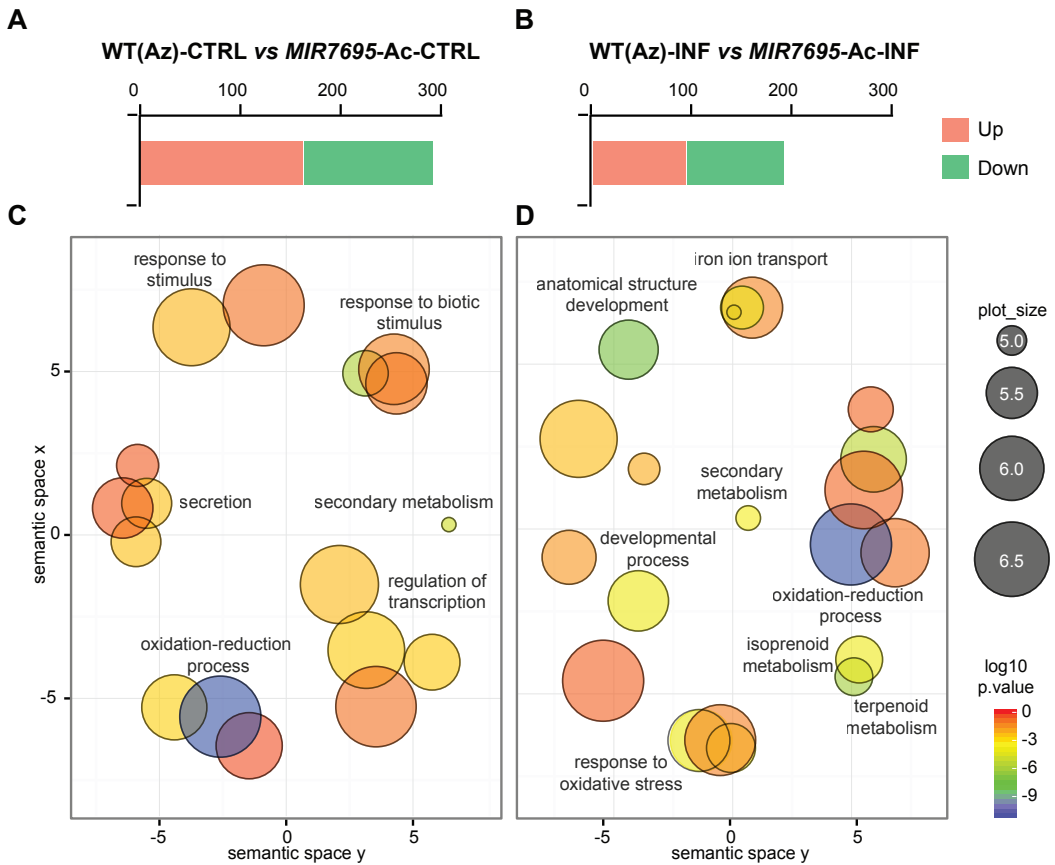 A
WT(Az)-CTRL vs MIR7695-Ac-CTRL
0 100 200 300
B
WT(Az)-INF vs MIR7695-Ac-INF
0 100 200 300
Up
Down
C
response to
stimulus
response to biotic
stimulus
secretion
secondary metabolism
regulation of
transcription
oxidation-reduction
process
5
0
-5
semantic space x
-5 0 5
semantic space y
D
iron ion transport
anatomical structure
development
secondary
metabolism
developmental
process
oxidation-reduction
process
isoprenoid
metabolism
terpenoid
metabolism
response to
oxidative stress
-5 0 5
semantic space y
plot_size
5.0
5.5
6.0
6.5
log10
p.value
0
-3
-6
-9